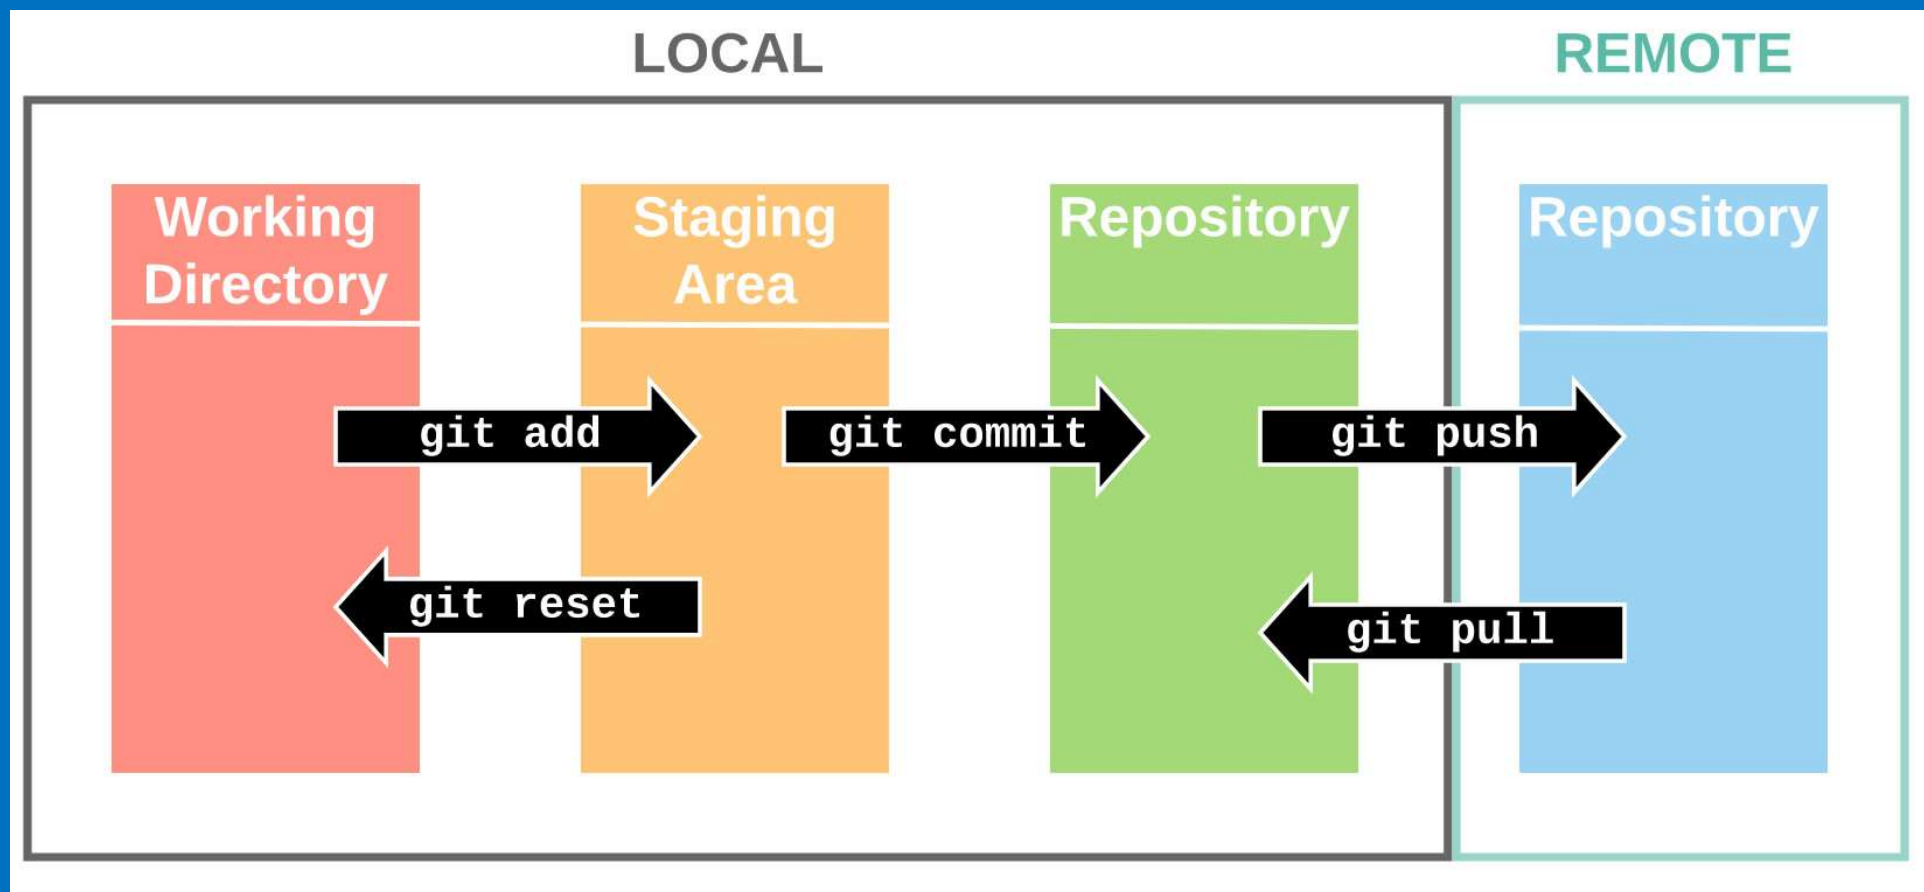 LOCAL
REMOTE
Working
Directory
Staging
Area
Repository
Repository
git add
git commit
git push
git reset
git pull